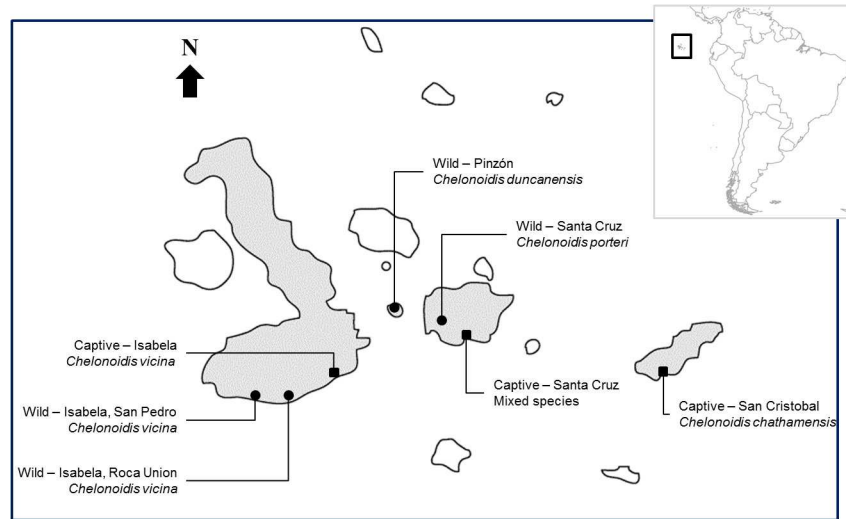 N
Wild – Pinzón
Chelonoidis duncanensis
Wild – Santa Cruz
Chelonoidis porteri
Captive – Isabela
Chelonoidis vicina
Captive – Santa Cruz
Mixed species
Captive – San Cristobal
Chelonoidis chathamensis
Wild – Isabela, San Pedro
Chelonoidis vicina
Wild – Isabela, Roca Union
Chelonoidis vicina